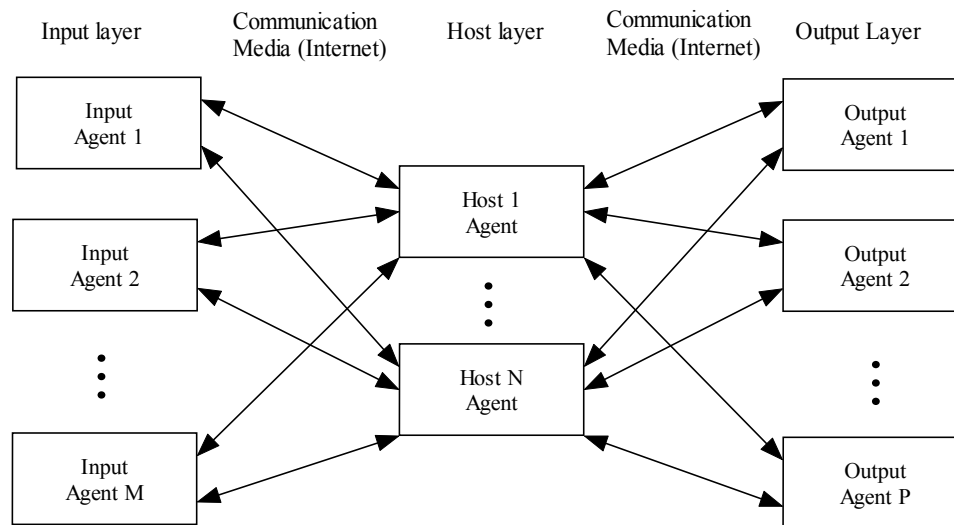 Input layer
Communication
Media (Internet)
Host layer
Communication
Media (Internet)
Output Layer
Input
Agent 1
Output
Agent 1
Host 1
Agent
Input
Agent 2
Output
Agent 2
Host N
Agent
Input
Agent M
Output
Agent P